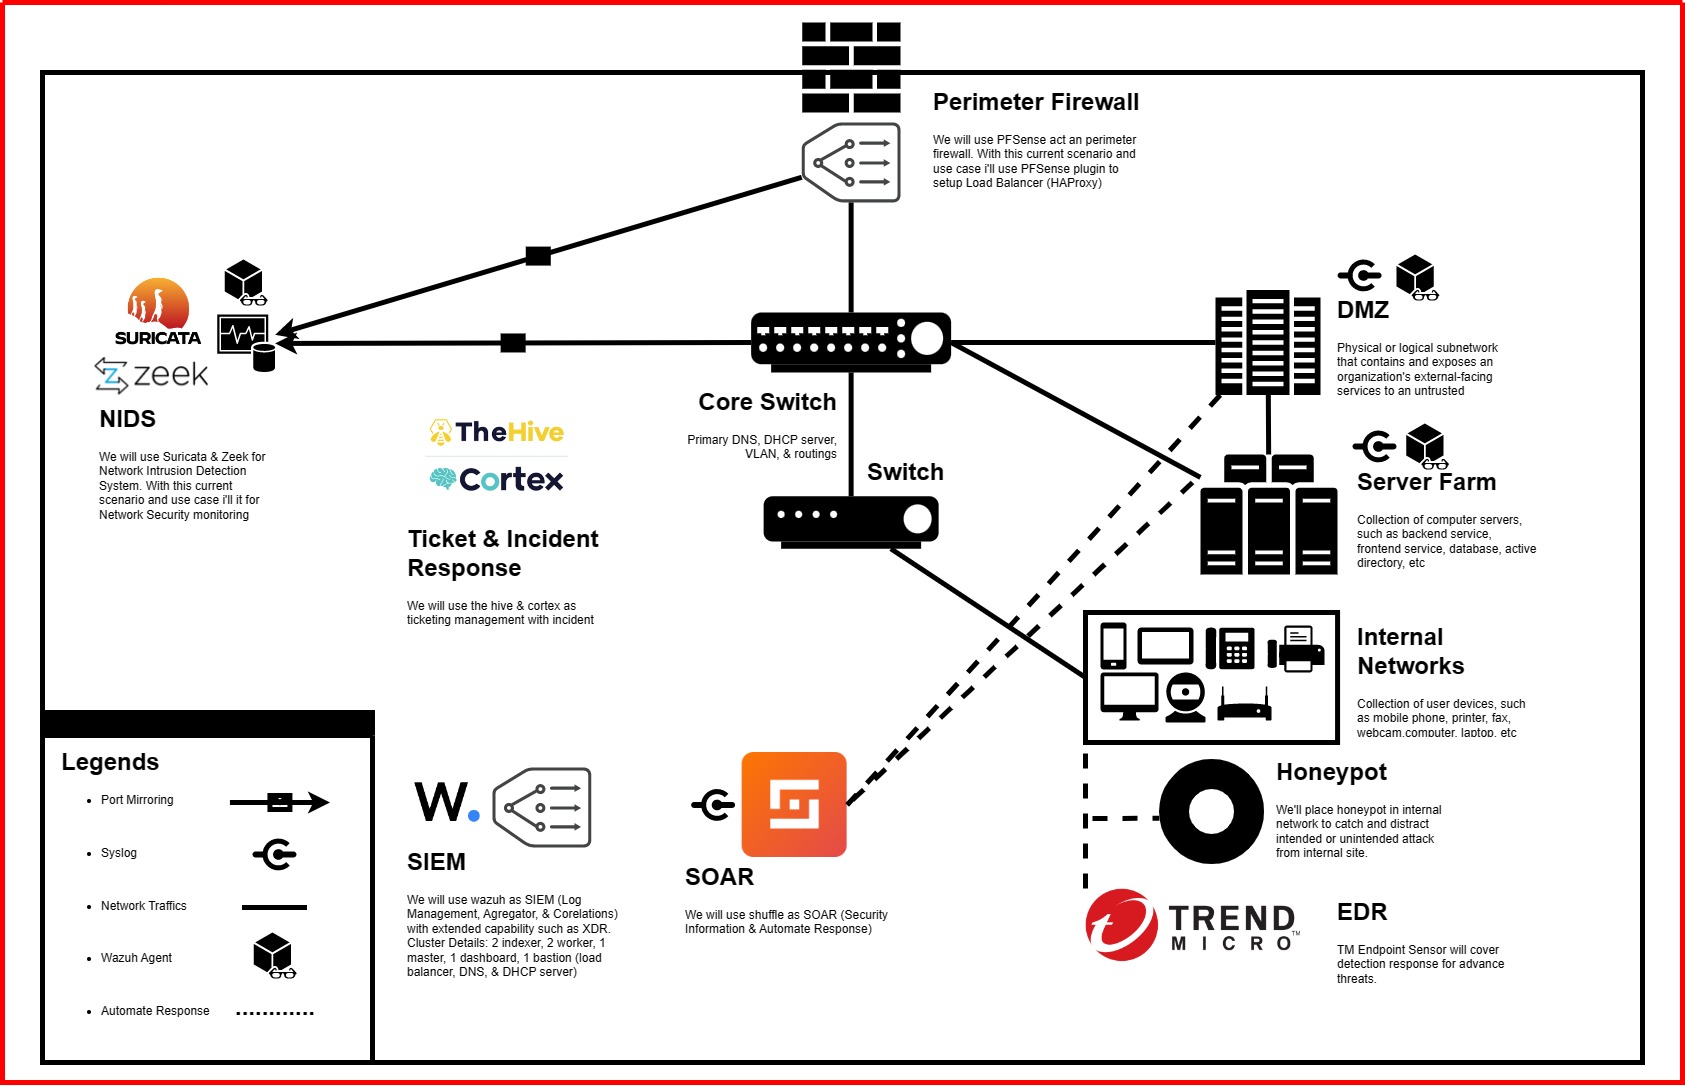 Perimeter Firewall
We will use PFSense act an perimeter
firewall. With this current scenario and
use case i'll use PFSense plugin to
setup Load Balancer (HAProxy)
SURICATA
zeek
NIDS
We will use Suricata & Zeek for
Network Intrusion Detection
System. With this current
scenario and use case i'll it for
Network Security monitoring
TheHive
Cortex
Ticket & Incident
Response
We will use the hive & cortex as
ticketing management with incident
Core Switch
Primary DNS, DHCP server,
VLAN, & routings
Switch
DMZ
Physical or logical subnetwork
that contains and exposes an
organization's external-facing
services to an untrusted
Server Farm
Collection of computer servers,
such as backend service,
frontend service, database, active
directory, etc
Internal
Networks
Collection of user devices, such
as mobile phone, printer, fax,
webcam,computer, laptop, etc
Honeypot
We'll place honeypot in internal
network to catch and distract
intended or unintended attack
from internal site.
TREND
MICRO™
EDR
TM Endpoint Sensor will cover
detection response for advance
threats.
SOAR
We will use shuffle as SOAR (Security
Information & Automate Response)
W.
SIEM
We will use wazuh as SIEM (Log
Management, Agregator, & Corelations)
with extended capability such as XDR.
Cluster Details: 2 indexer, 2 worker, 1
master, 1 dashboard, 1 bastion (load
balancer, DNS, & DHCP server)
Legends
• Port Mirroring
• Syslog
• Network Traffics
• Wazuh Agent
• Automate Response